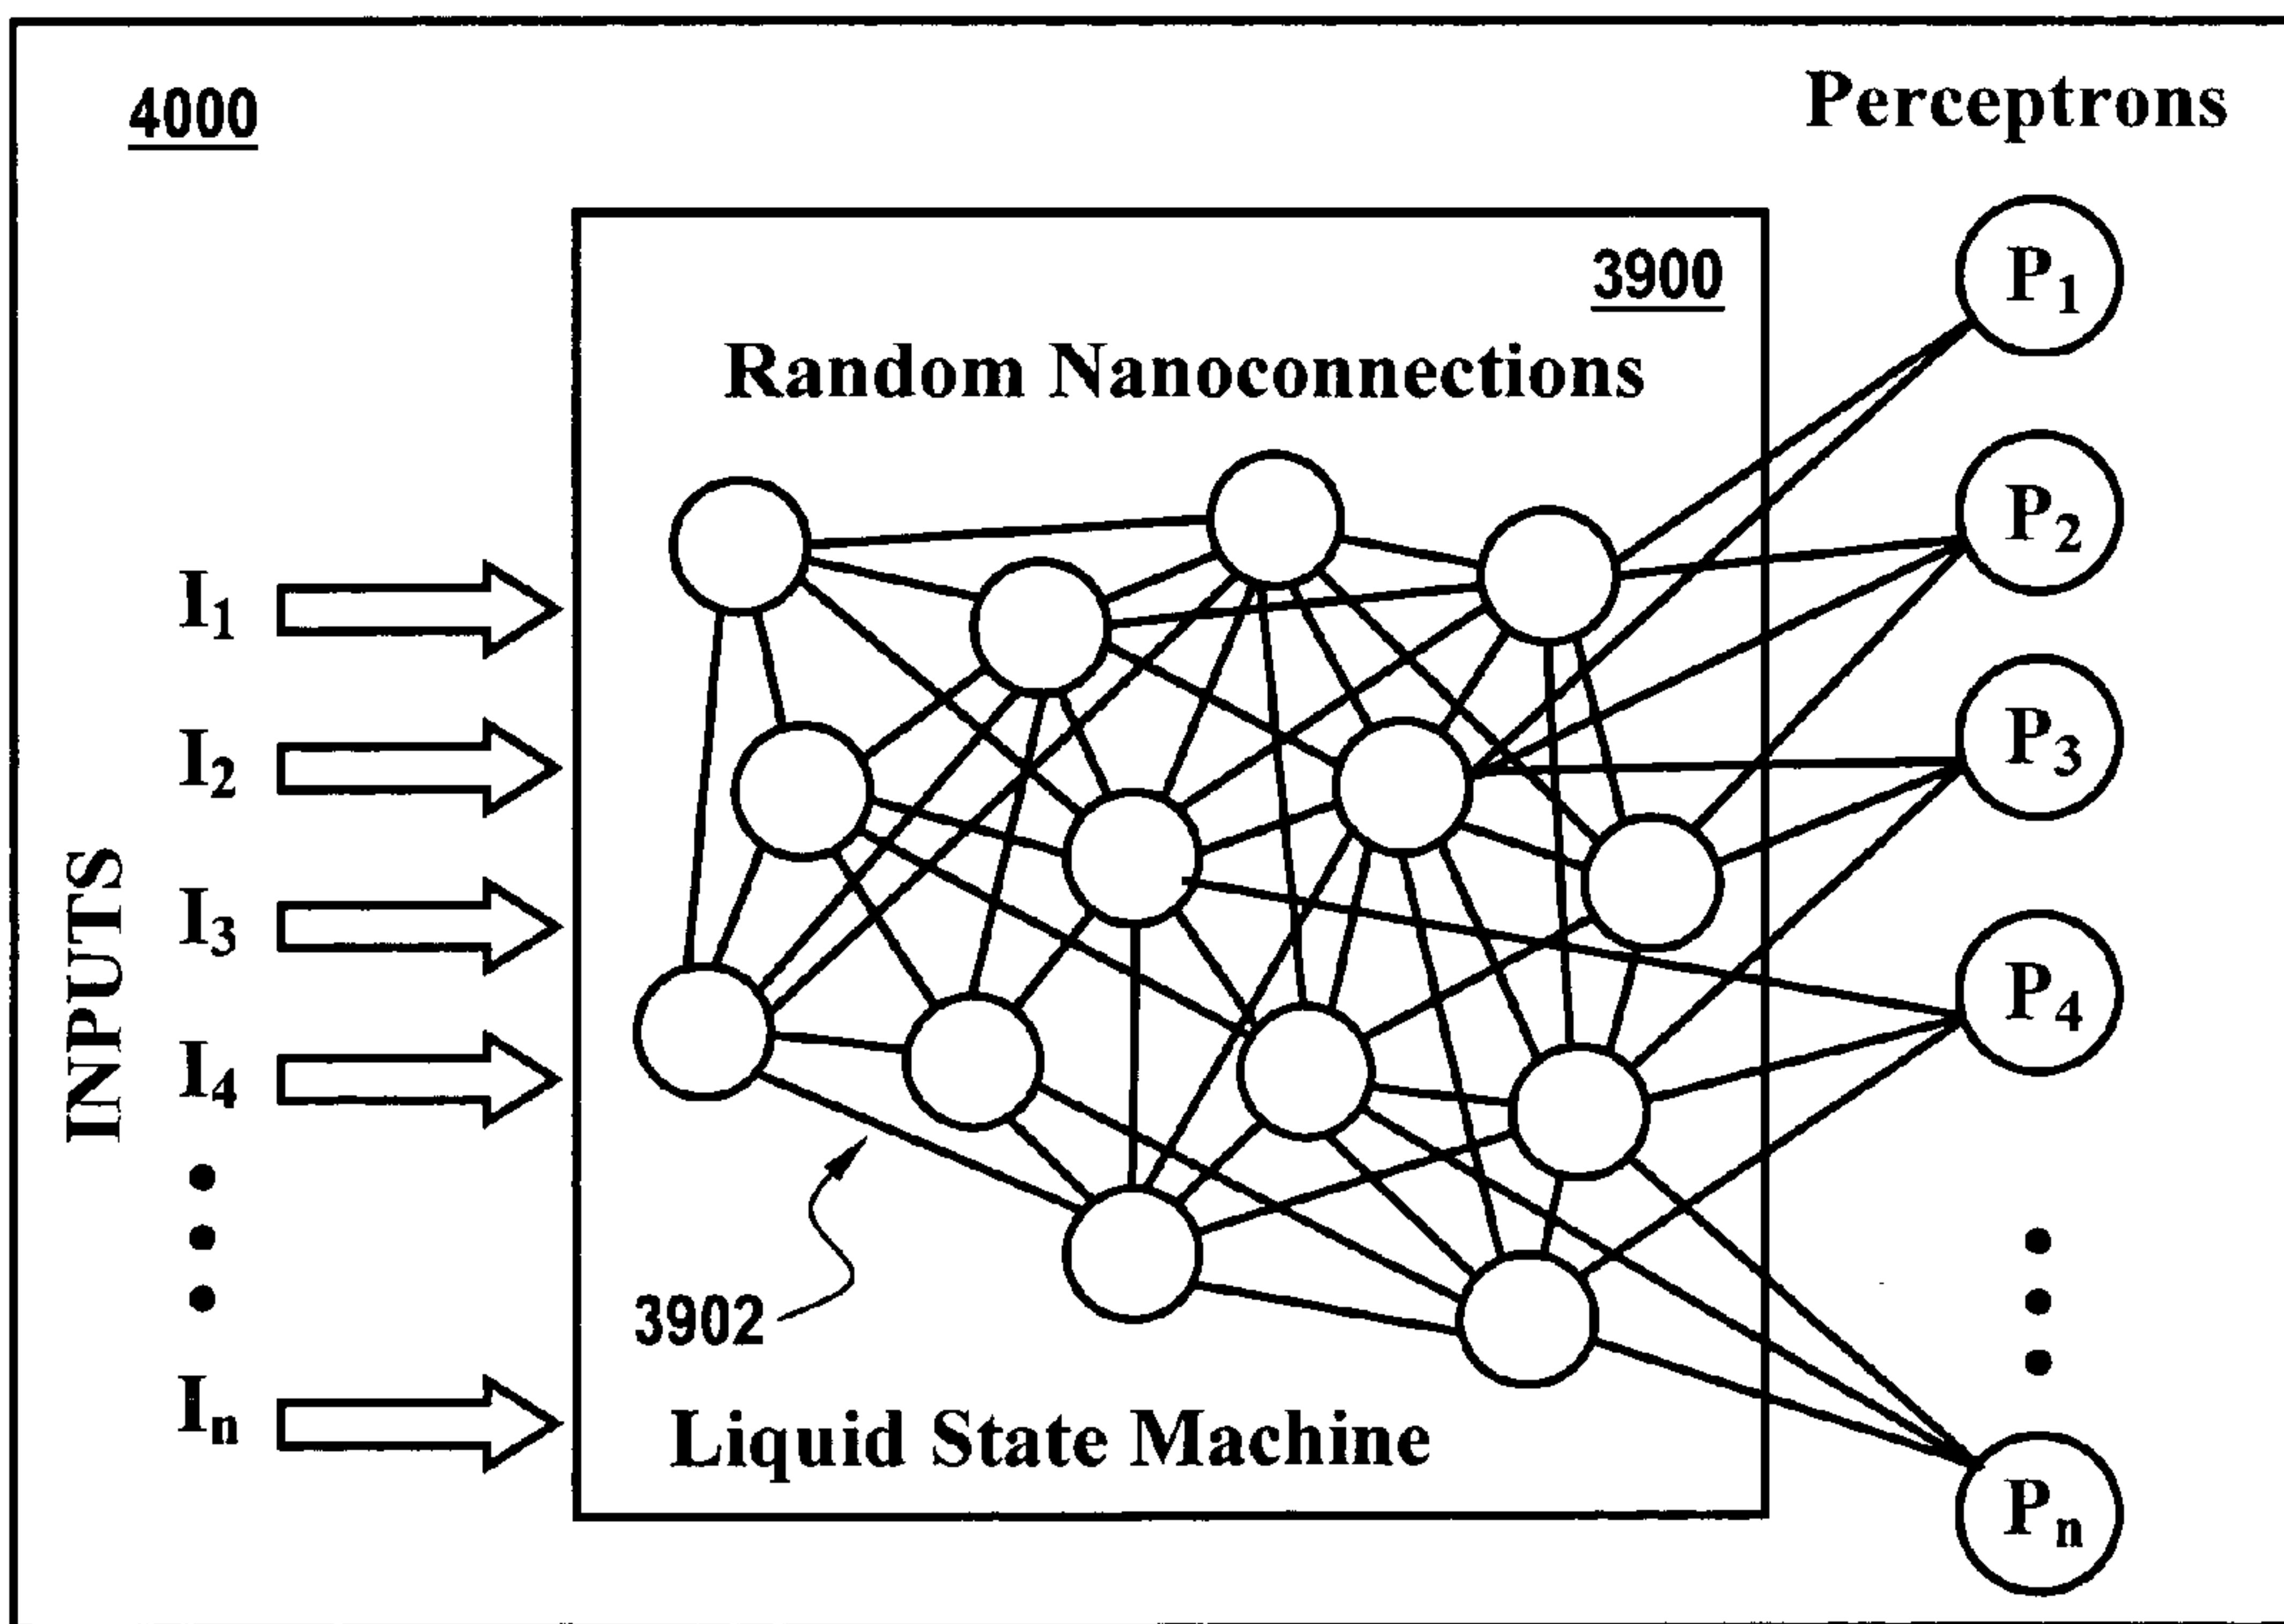 4000
Perceptrons
3900
Random Nanoconnections
P1
P2
P3
P4
Pn
INPUTS
I1
I2
I3
I4
In
3902
Liquid State Machine